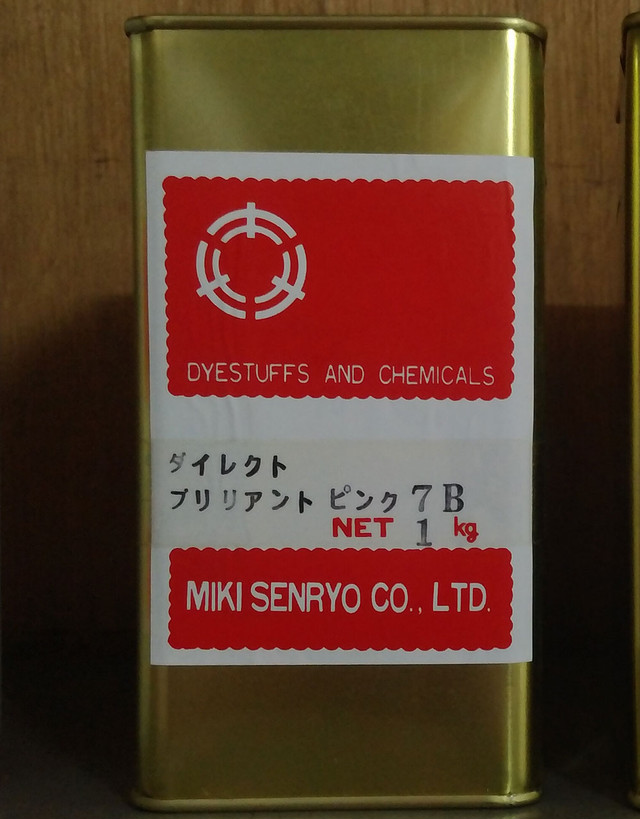 DYESTUFFS AND CHEMICALS
ダイレクト
ブリリアント ピンク 7B
NET 1 kg
MIKI SENRYO CO., LTD.